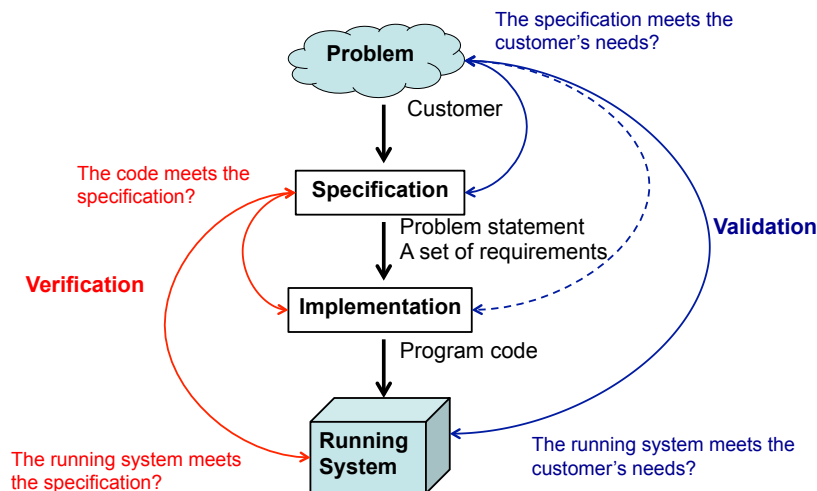 The specification meets the
customer's needs?
Problem
Customer
The code meets the
specification?
Specification
Problem statement
A set of requirements
Validation
Verification
Implementation
Program code
Running
System
The running system meets
the specification?
The running system meets the
customer's needs?